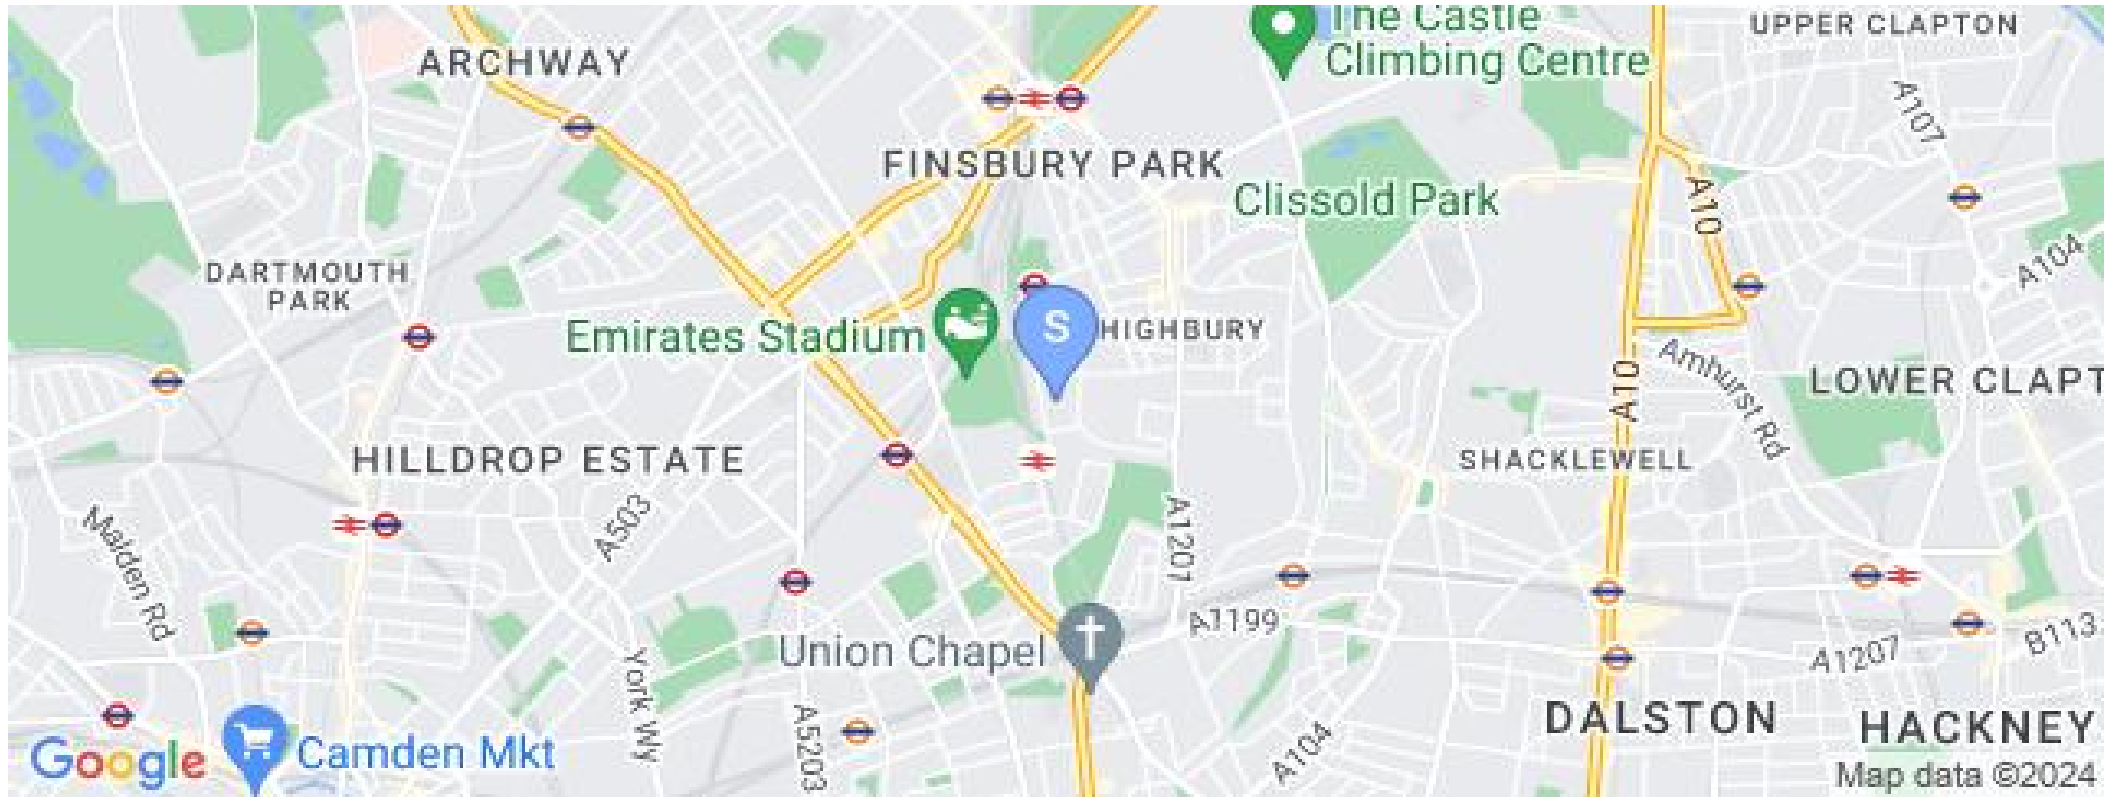 The Castle
Climbing Centre
UPPER CLAPTON
ARCHWAY
A107
FINSBURY PARK
Clissold Park
A10
A104
DARTMOUTH
PARK
Emirates Stadium
S
HIGHBURY
Amhurst Rd
A10
LOWER CLAPT
HILLDROP ESTATE
SHACKLEWELL
A503
Malden Rd
A1201
A1199
Union Chapel
A1207
B113
York Wy
A5203
A104
DALSTON
HACKNEY
Google
Camden Mkt
Map data ©2024